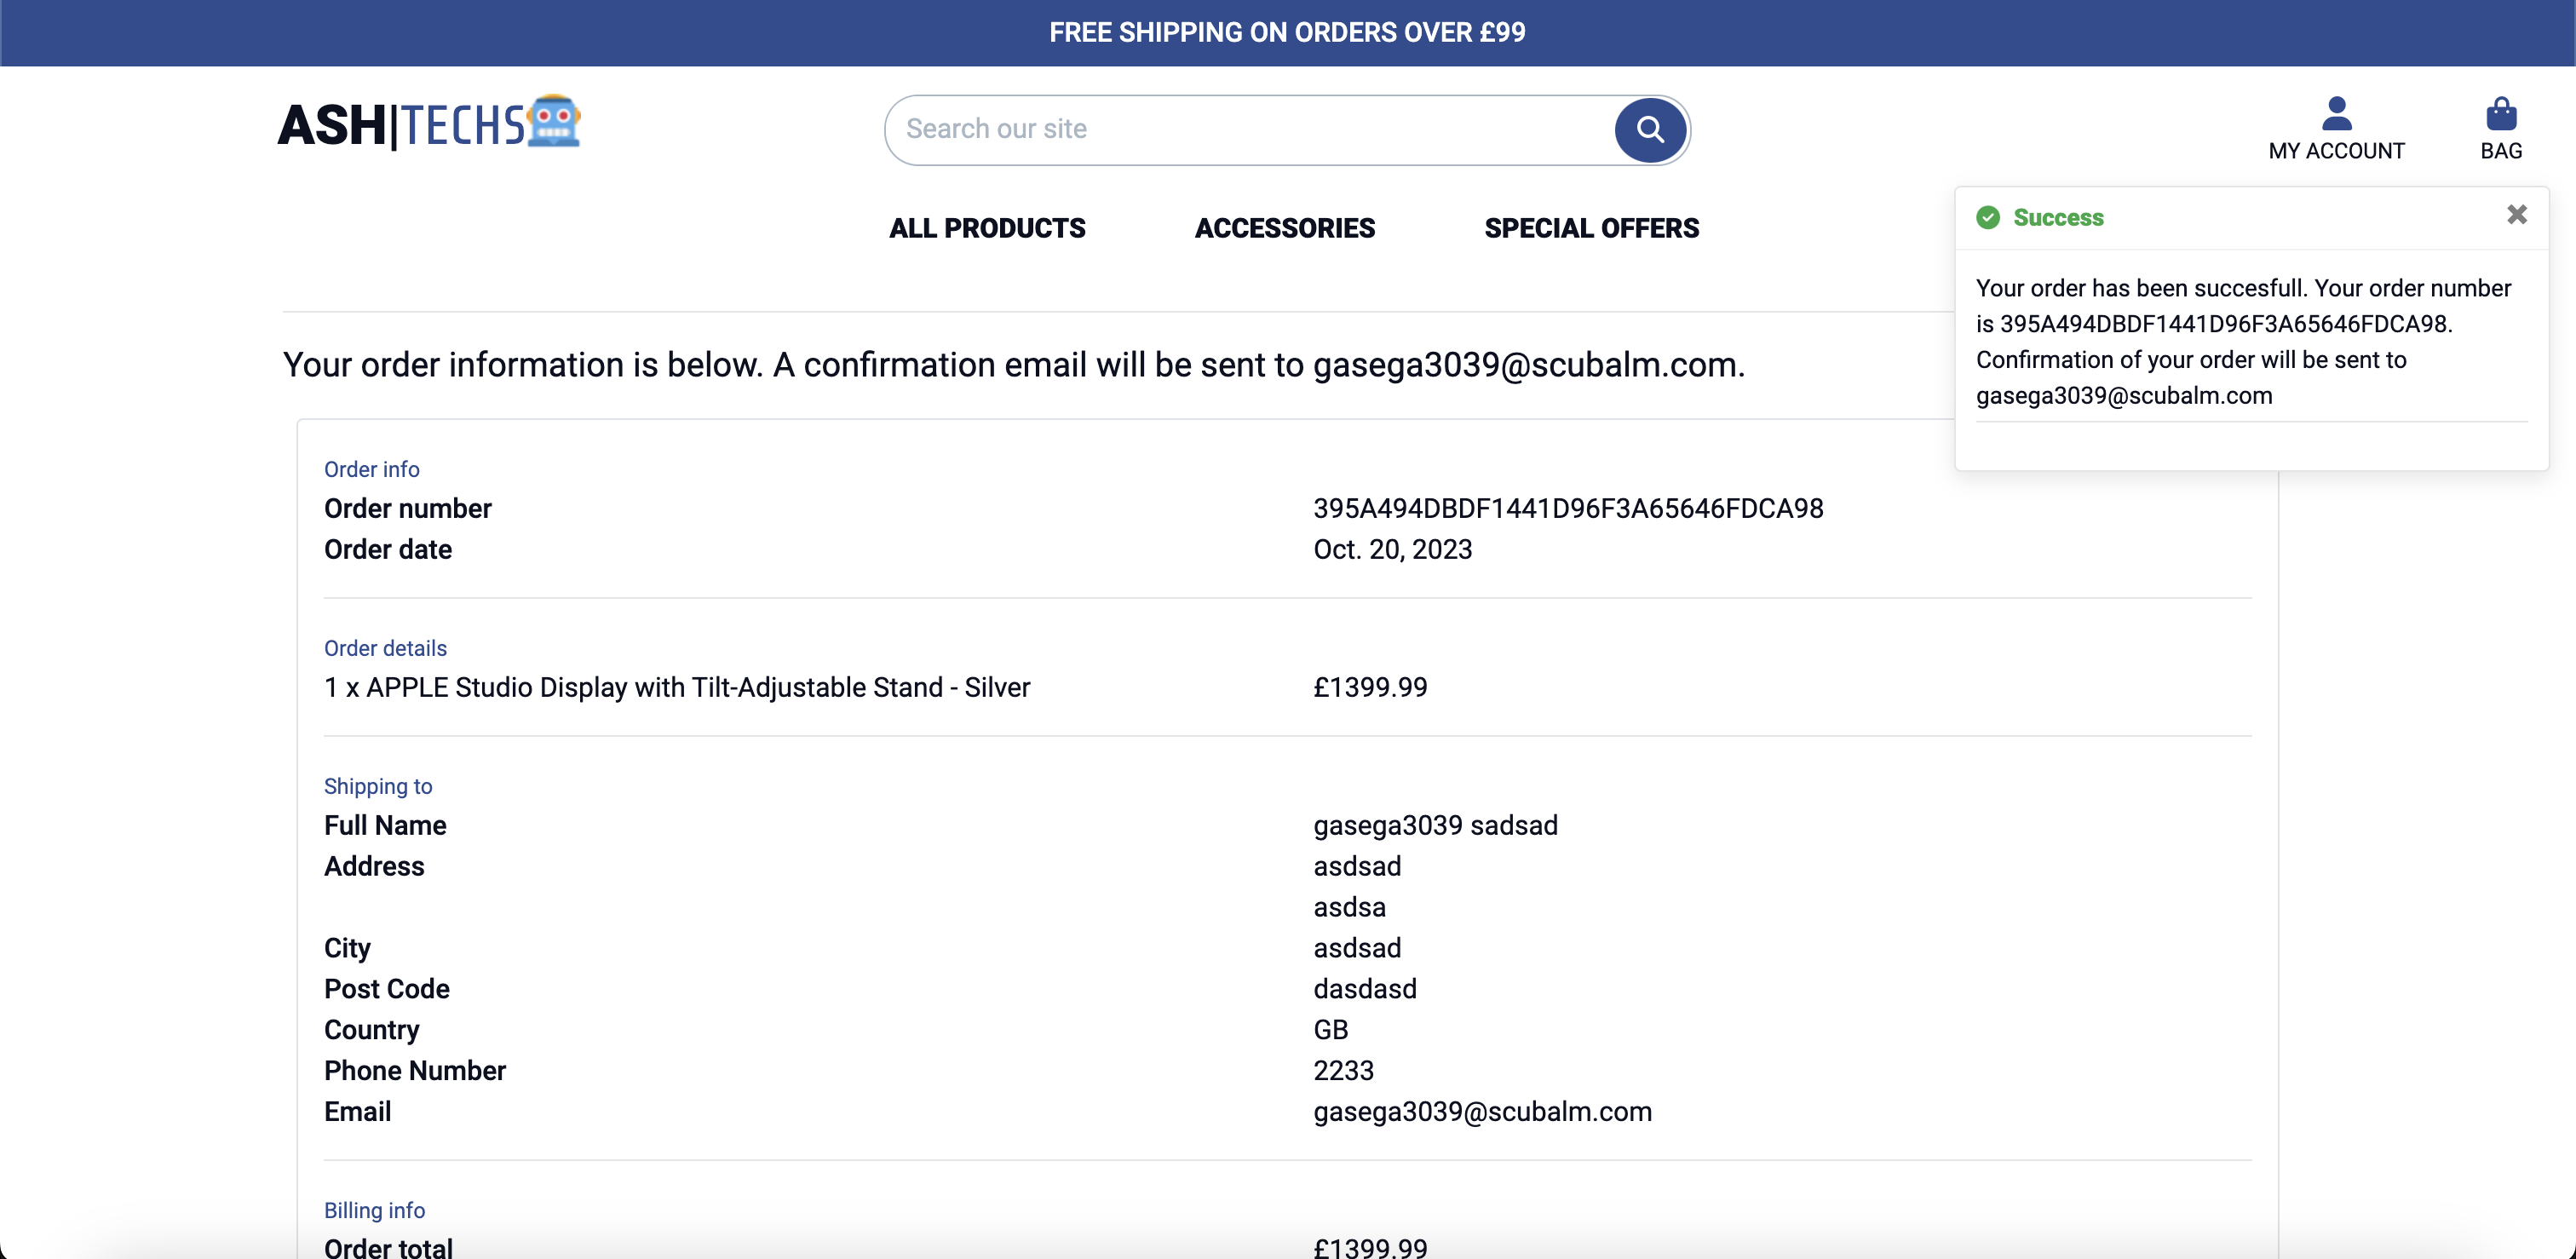 FREE SHIPPING ON ORDERS OVER £99
ASH|TECHS
Search our site
MY ACCOUNT
BAG
ALL PRODUCTS
ACCESSORIES
SPECIAL OFFERS
Success
Your order has been succesfull. Your order number
is 395A494DBDF1441D96F3A65646FDCA98.
Confirmation of your order will be sent to
gasega3039@scubalm.com
Your order information is below. A confirmation email will be sent to gasega3039@scubalm.com.
Order info
Order number 395A494DBDF1441D96F3A65646FDCA98
Order date Oct. 20, 2023
Order details
1 x APPLE Studio Display with Tilt-Adjustable Stand - Silver £1399.99
Shipping to
Full Name gasega3039 sadsad
Address asdsad
asdsa
City asdsad
Post Code dasdasd
Country GB
Phone Number 2233
Email gasega3039@scubalm.com
Billing info
Order total £1399.99